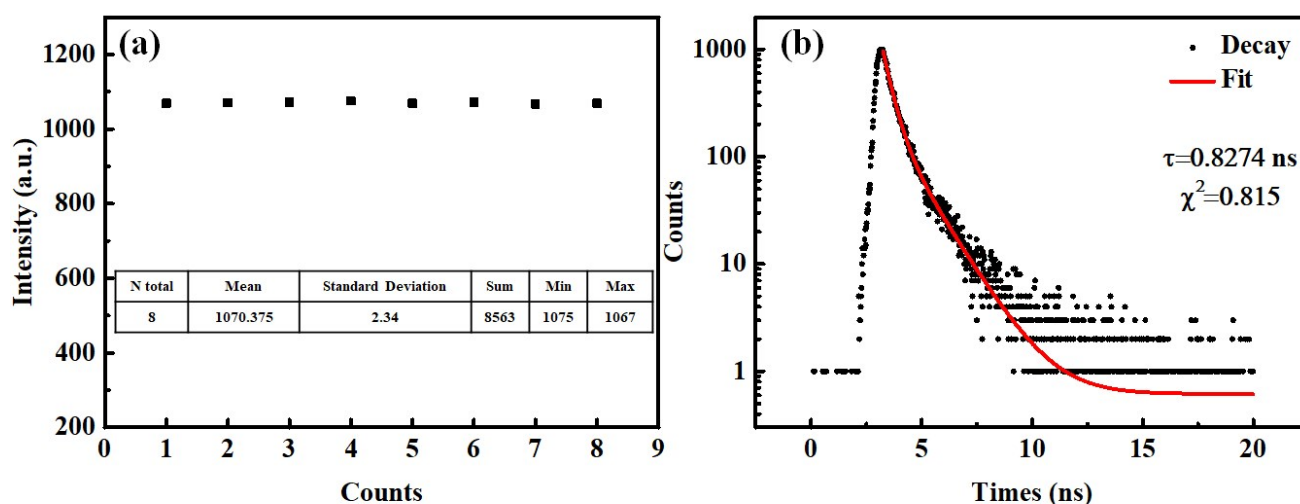 (a)
1200
1000
800
600
400
200
Intensity (a.u.)
N total Mean Standard Deviation Sum Min Max
8 1070.375 2.34 8563 1075 1067
0 1 2 3 4 5 6 7 8 9
Counts
(b)
1000
100
10
1
Counts
Decay
Fit
τ=0.8274 ns
χ²=0.815
0 5 10 15 20
Times (ns)